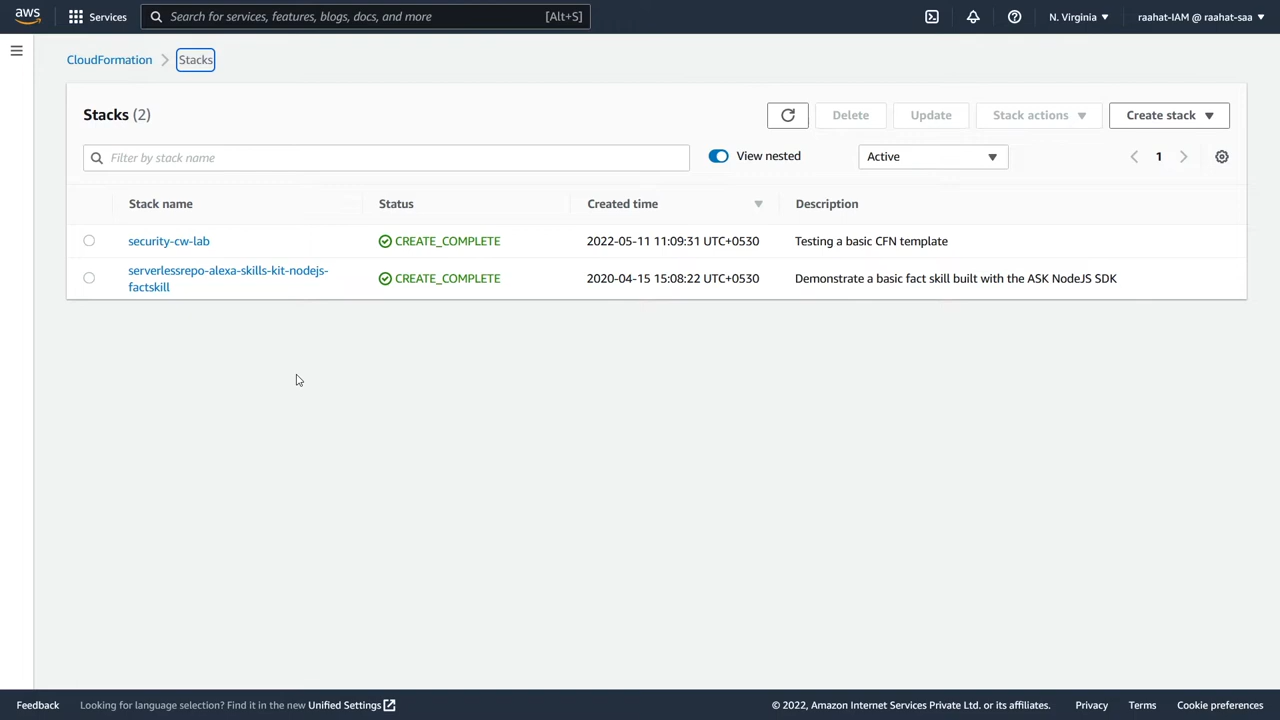 aws
Services
Search for services, features, blogs, docs, and more
[Alt+S]
N. Virginia
raahat-IAM @ raahat-saa
CloudFormation
Stacks
Stacks (2)
Delete
Update
Stack actions
Create stack
Filter by stack name
View nested
Active
1
Stack name
Status
Created time
Description
security-cw-lab
CREATE_COMPLETE
2022-05-11 11:09:31 UTC+0530
Testing a basic CFN template
serverlessrepo-alexa-skills-kit-nodejs-
factskill
CREATE_COMPLETE
2020-04-15 15:08:22 UTC+0530
Demonstrate a basic fact skill built with the ASK NodeJS SDK
Feedback
Looking for language selection? Find it in the new Unified Settings
© 2022, Amazon Internet Services Private Ltd. or its affiliates.
Privacy
Terms
Cookie preferences